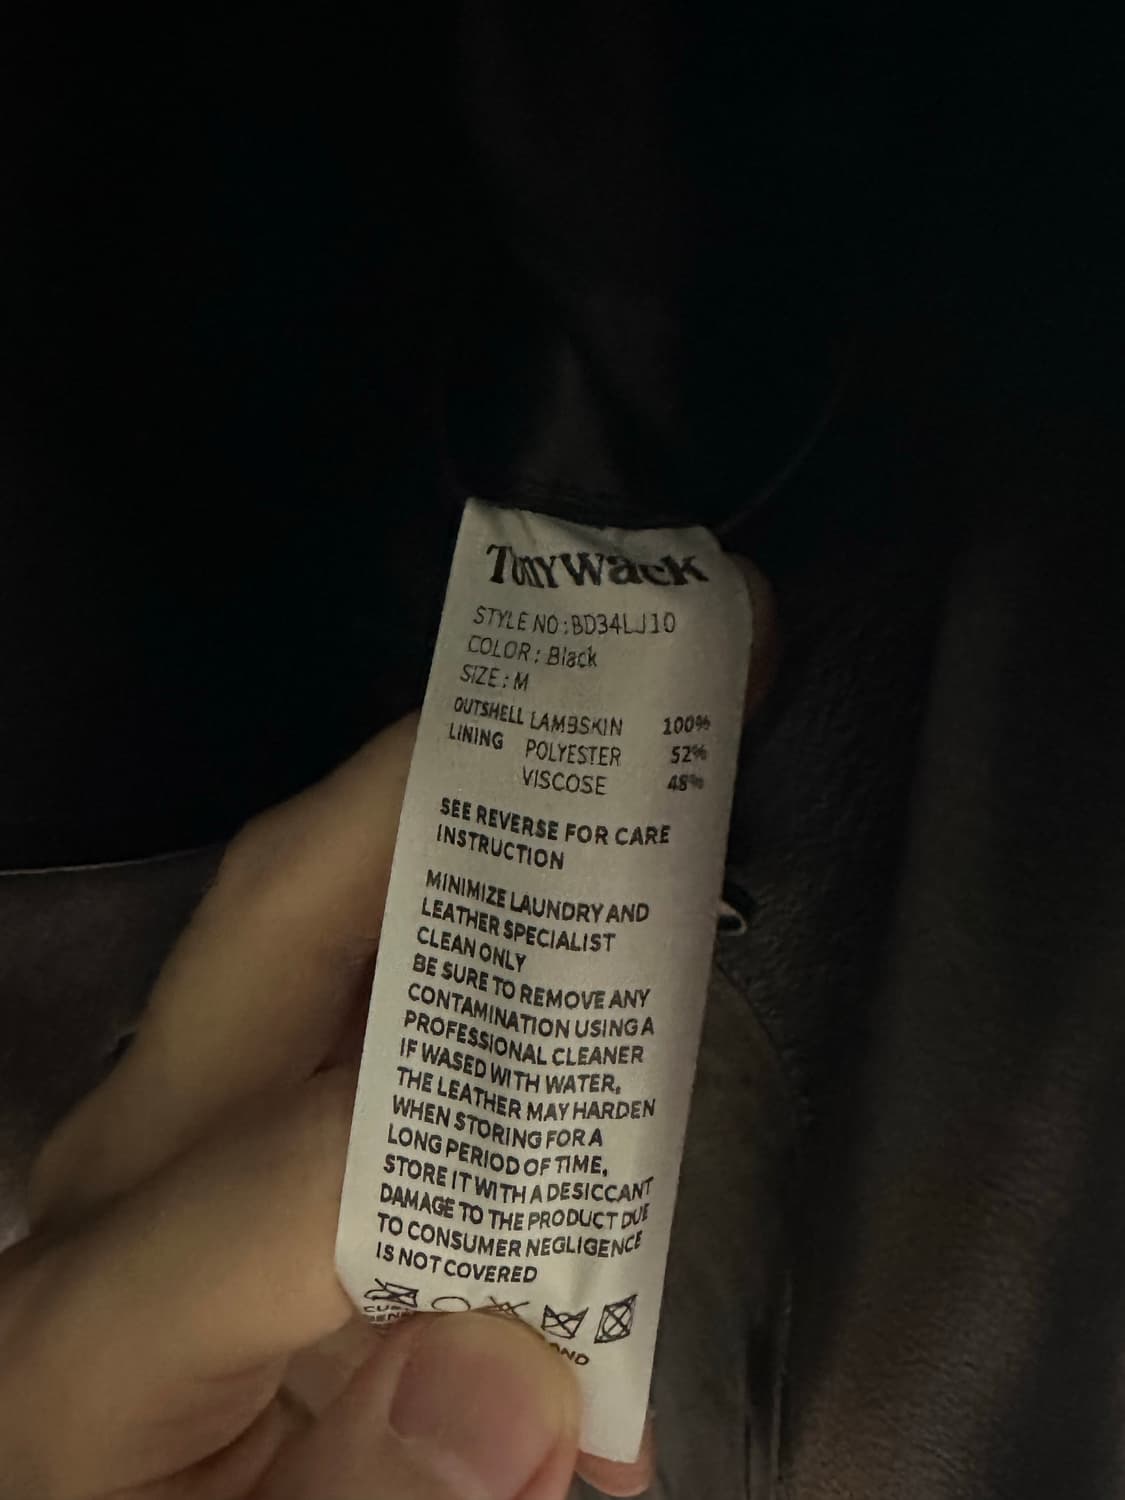 TonyWack
STYLE NO:BD34LJ10
COLOR: Black
SIZE: M
OUTSHELL LAMBSKIN 100%
LINING POLYESTER 52%
VISCOSE 48%
SEE REVERSE FOR CARE
INSTRUCTION
MINIMIZE LAUNDRY AND
LEATHER SPECIALIST
CLEAN ONLY
BE SURE TO REMOVE ANY
CONTAMINATION USING A
PROFESSIONAL CLEANER
IF WASED WITH WATER,
THE LEATHER MAY HARDEN
WHEN STORING FOR A
LONG PERIOD OF TIME,
STORE IT WITH A DESICCANT
DAMAGE TO THE PRODUCT DUE
TO CONSUMER NEGLIGENCE
IS NOT COVERED